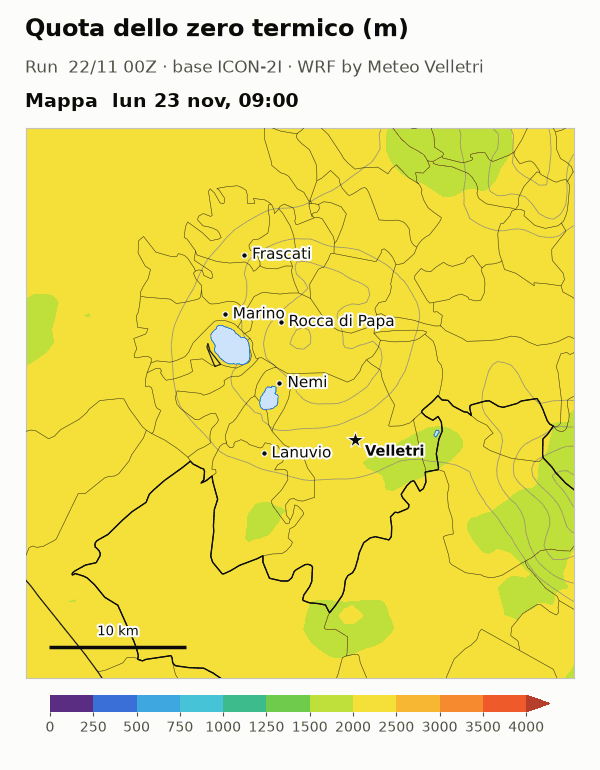 Quota dello zero termico (m)
Run 22/11 00Z · base ICON-2I · WRF by Meteo Velletri
Mappa lun 23 nov, 09:00
Frascati
Marino
Rocca di Papa
Nemi
Velletri
Lanuvio
10 km
0 250 500 750 1000 1250 1500 2000 2500 3000 3500 4000